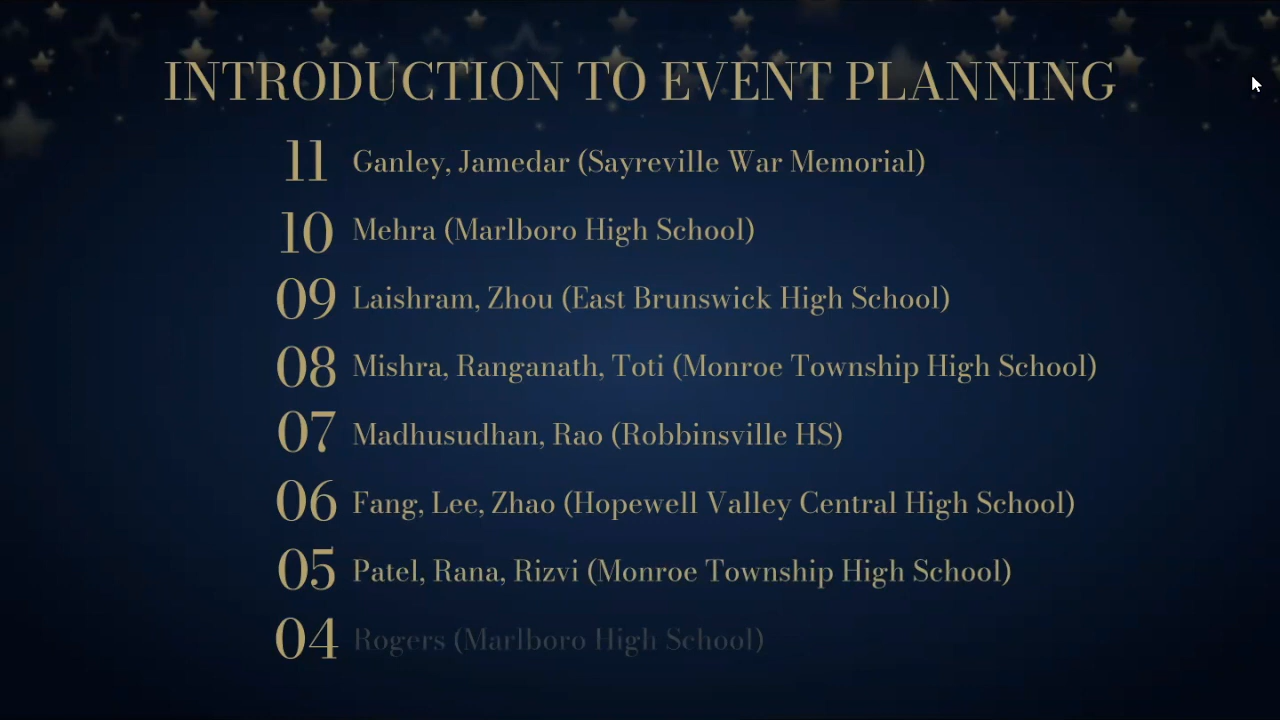 INTRODUCTION TO EVENT PLANNING
11 Ganley, Jamedar (Sayreville War Memorial)
10 Mehra (Marlboro High School)
09 Laishram, Zhou (East Brunswick High School)
08 Mishra, Ranganath, Toti (Monroe Township High School)
07 Madhusudhan, Rao (Robbinsville HS)
06 Fang, Lee, Zhao (Hopewell Valley Central High School)
05 Patel, Rana, Rizvi (Monroe Township High School)
04 Rogers (Marlboro High School)